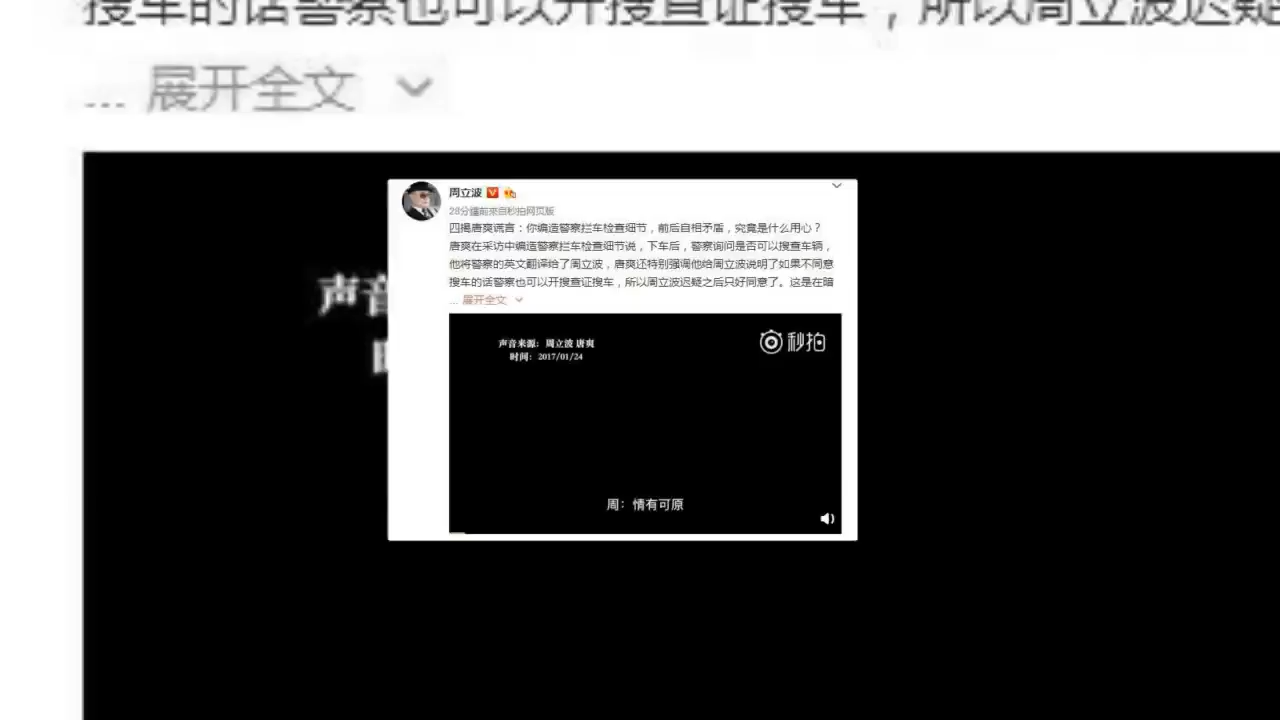 搜车的话警察也可以开搜查证搜车，所以周立波迟疑
... 展开全文
声音
周立波
28分鐘前來自秒拍网页版
四揭唐爽谎言：你编造警察拦车检查细节，前后自相矛盾，究竟是什么用心？
唐爽在采访中编造警察拦车检查细节说，下车后，警察询问是否可以搜查车辆，
他将警察的英文翻译给了周立波，唐爽还特别强调他给周立波说明了如果不同意
搜车的话警察也可以开搜查证搜车，所以周立波迟疑之后只好同意了。这是在暗
... 展开全文
声音来源：周立波 唐爽
时间：2017/01/24
秒拍
周：情有可原